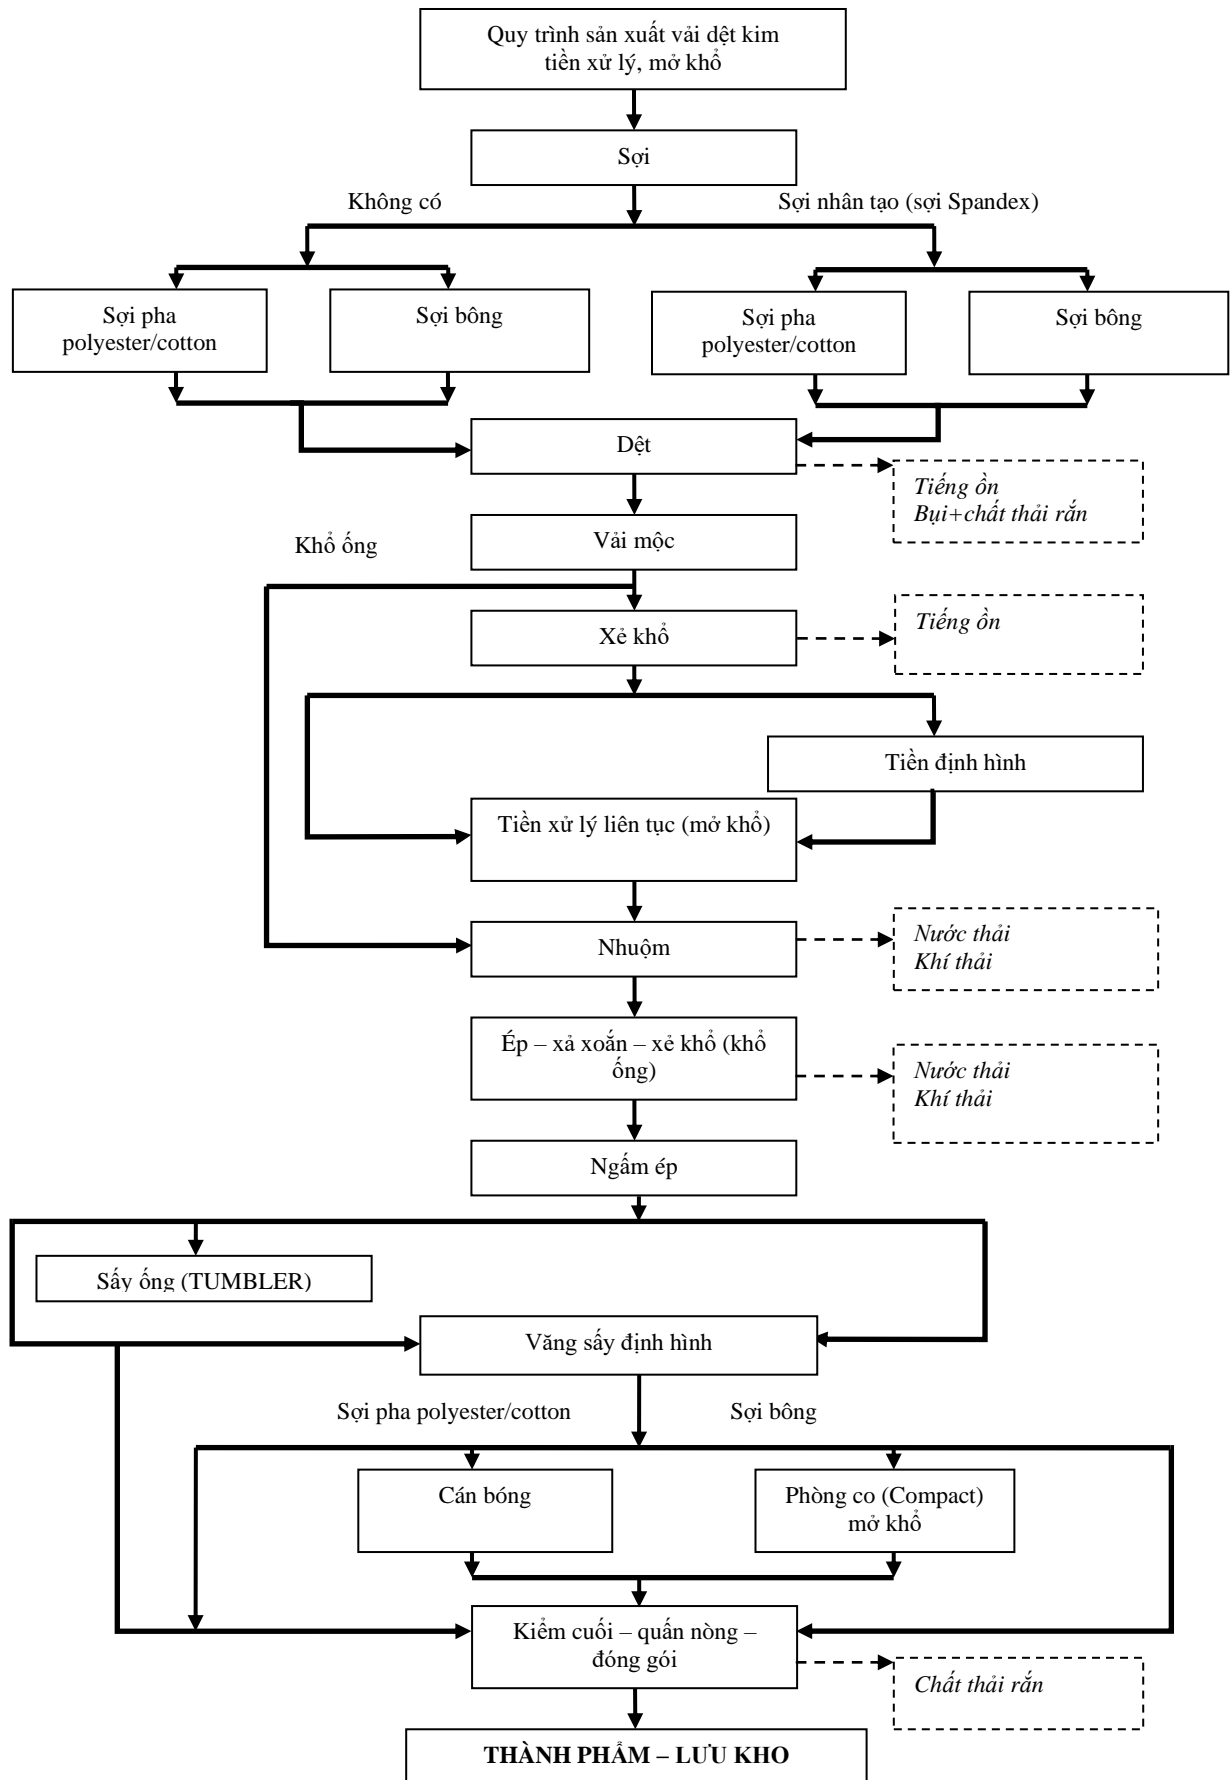 Quy trình sản xuất vải dệt kim
tiền xử lý, mở khổ
Sợi
Không có
Sợi nhân tạo (sợi Spandex)
Sợi pha
polyester/cotton
Sợi bông
Sợi pha
polyester/cotton
Sợi bông
Dệt
Tiếng ồn
Bụi+chất thải rắn
Vải mộc
Khổ ống
Xẻ khổ
Tiếng ồn
Tiền định hình
Tiền xử lý liên tục (mở khổ)
Nhuộm
Nước thải
Khí thải
Ép – xả xoắn – xẻ khổ (khổ
ống)
Nước thải
Khí thải
Ngấm ép
Sấy ống (TUMBLER)
Văng sấy định hình
Sợi pha polyester/cotton
Sợi bông
Cán bóng
Phòng co (Compact)
mở khổ
Kiểm cuối – quấn nòng –
đóng gói
Chất thải rắn
THÀNH PHẨM – LƯU KHO